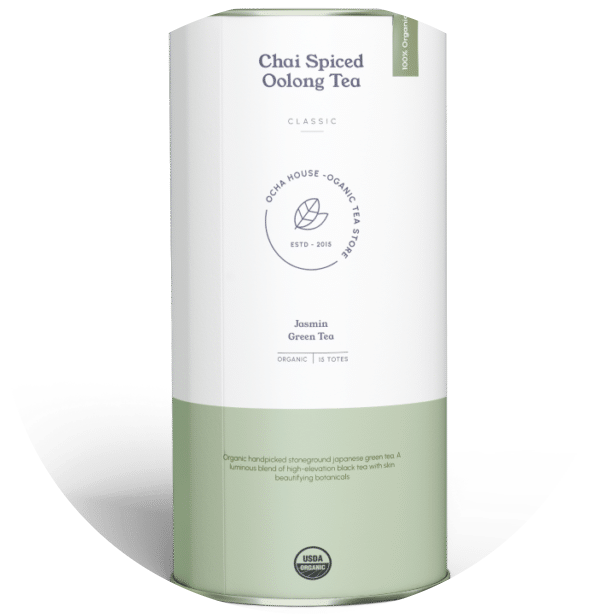 100% Organic
Chai Spiced
Oolong Tea
CLASSIC
OCHA HOUSE -OGANIC TEA STORE
ESTD - 2015
Jasmin
Green Tea
ORGANIC | 15 TOTES
Organic handpicked stoneground japanese green tea. A
luminous blend of high-elevation black tea with skin
beautifying botanicals
USDA
ORGANIC